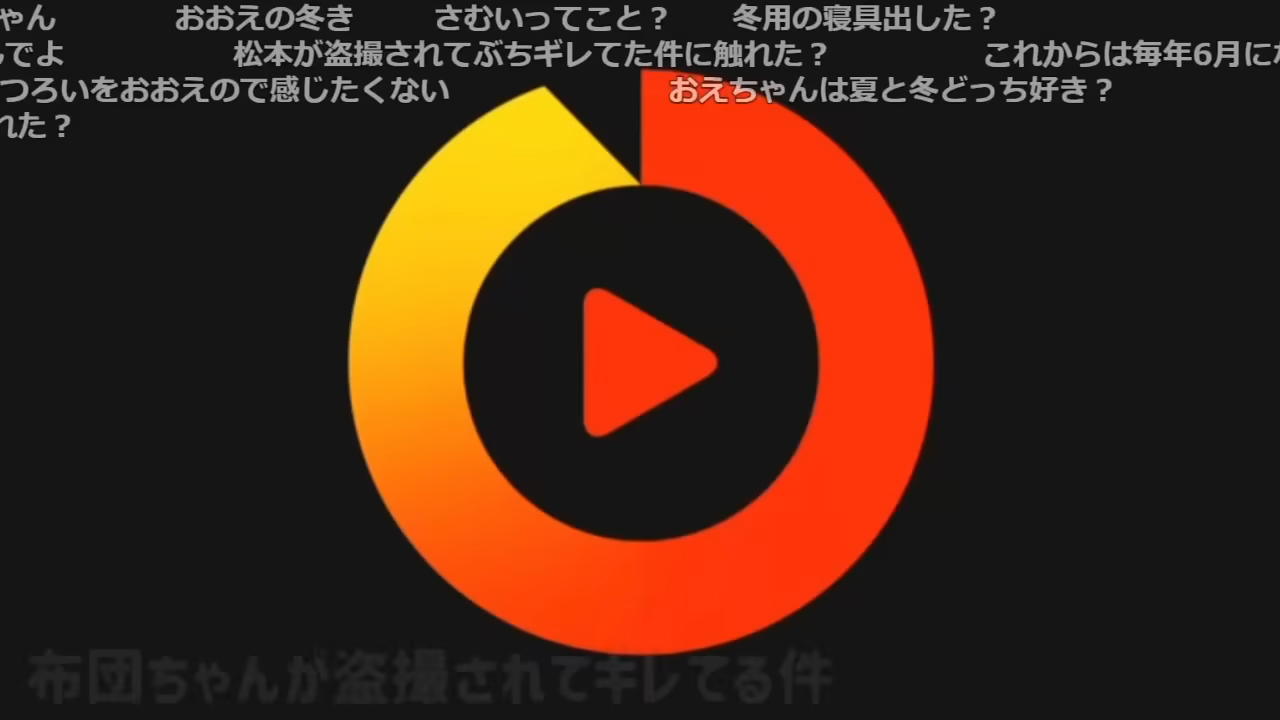 ゃん おおえの冬き さむいってこと？ 冬用の寝具出した？
でよ 松本が盗撮されてぶちギレてた件に触れた？ これからは毎年6月に
つろいをおおえので感じたくない おえちゃんは夏と冬どっち好き？
れた？
布団ちゃんが盗撮されてキレてる件